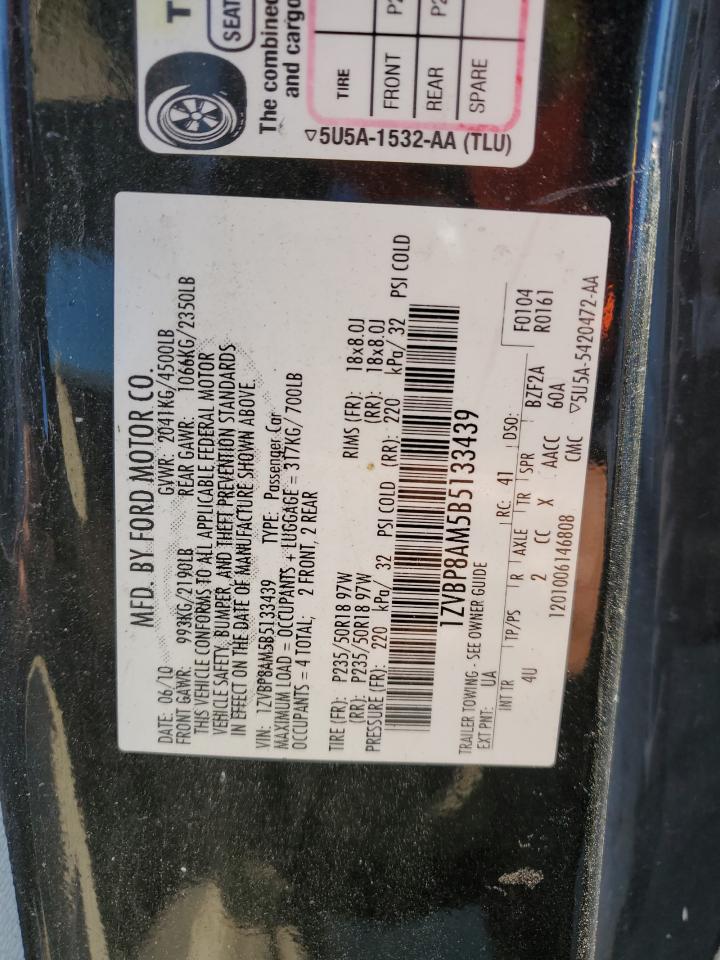 T
SEAT
The combined
and cargo
TIRE
FRONT P2
REAR P2
SPARE
▽5U5A-1532-AA (TLU)
MFD. BY FORD MOTOR CO.
DATE: 06/10 GVWR: 2041KG/4500LB
FRONT GAWR: 993KG/2190LB REAR GAWR: 1066KG/2350LB
THIS VEHICLE CONFORMS TO ALL APPLICABLE FEDERAL MOTOR
VEHICLE SAFETY, BUMPER, AND THEFT PREVENTION STANDARDS
IN EFFECT ON THE DATE OF MANUFACTURE SHOWN ABOVE.
VIN: 1ZVBP8AM5B5133439 TYPE: Passenger Car
MAXIMUM LOAD = OCCUPANTS + LUGGAGE = 317KG/700LB
OCCUPANTS = 4 TOTAL; 2 FRONT, 2 REAR
TIRE (FR): P235/50R18 97W RIMS (FR): 18x8.0J
(RR): P235/50R18 97W (RR): 18x8.0J
PRESSURE (FR): 220 kPa/ 32 PSI COLD (RR): 220 kPa/ 32 PSI COLD
1ZVBP8AM5B5133439
TRAILER TOWING - SEE OWNER GUIDE
EXT PNT: UA RC: 41 DSO: F0104
INT TR TP/PS R AXLE TR SPR BZF2A R0161
4U 2 CC X AACC 60A
1201006146808 CMC ▽5U5A-5420472-AA